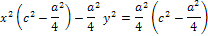 x² (c² − a²/4) − a²/4 y² = a²/4 (c² − a²/4)